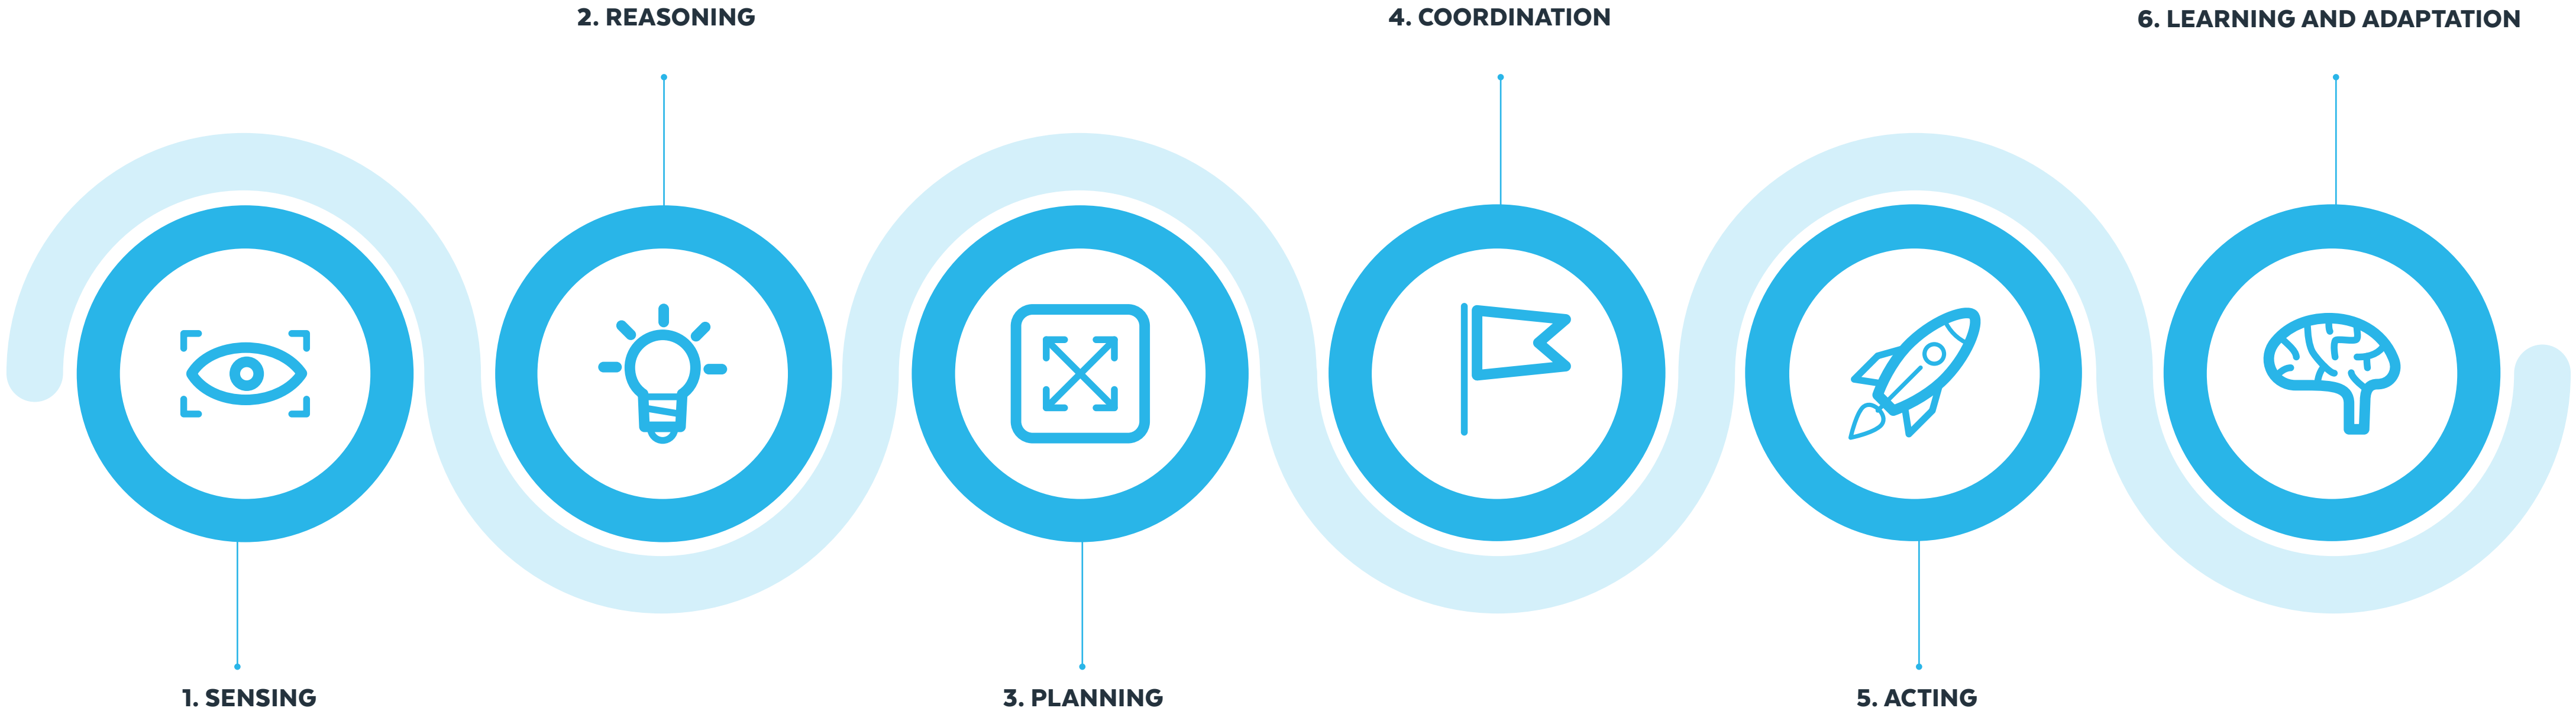 1. SENSING
2. REASONING
3. PLANNING
4. COORDINATION
5. ACTING
6. LEARNING AND ADAPTATION